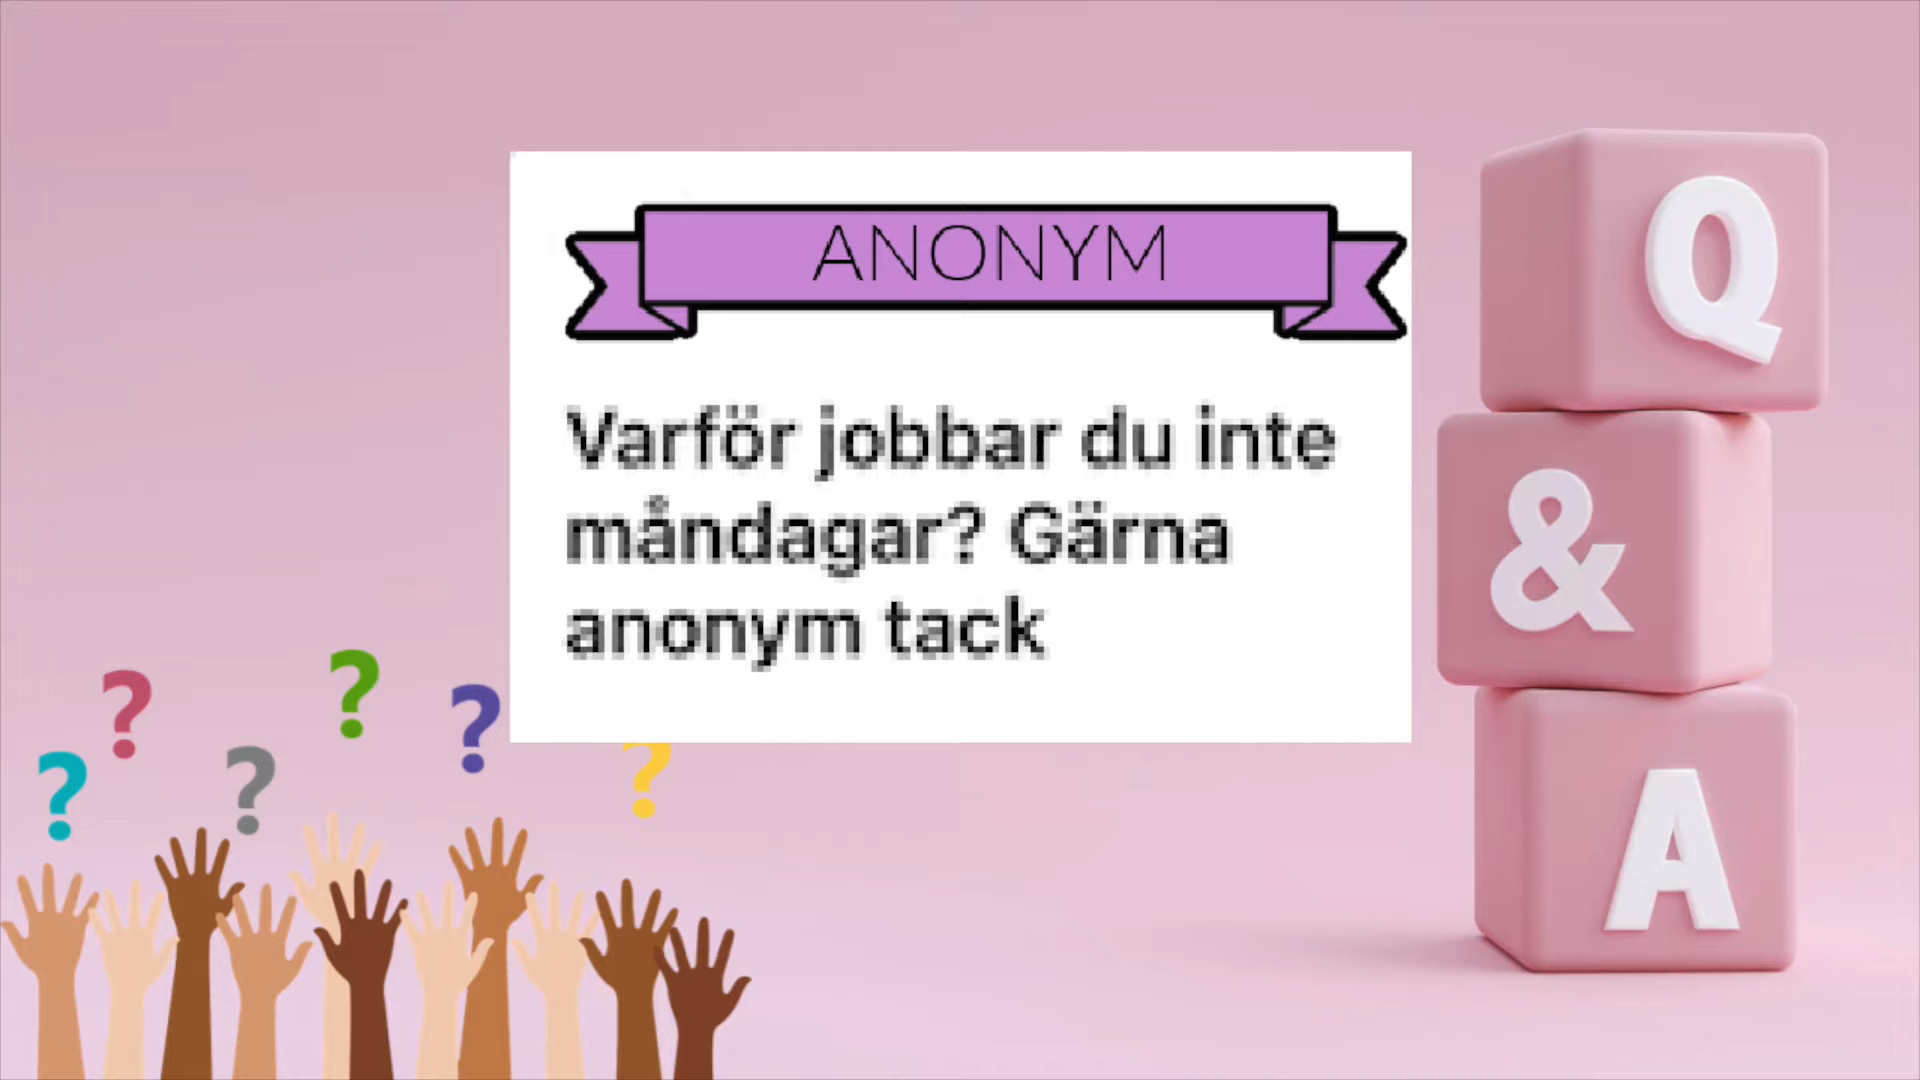 ANONYM
Varför jobbar du inte
måndagar? Gärna
anonym tack
Q
&
A
?
?
?
?
?
?